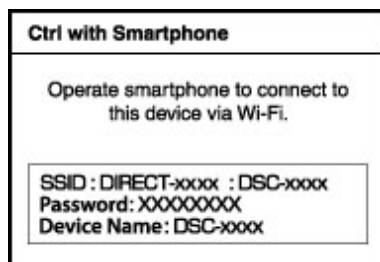 Ctrl with Smartphone
Operate smartphone to connect to
this device via Wi-Fi.
SSID : DIRECT-xxxx : DSC-xxxx
Password: XXXXXXXX
Device Name: DSC-xxxx